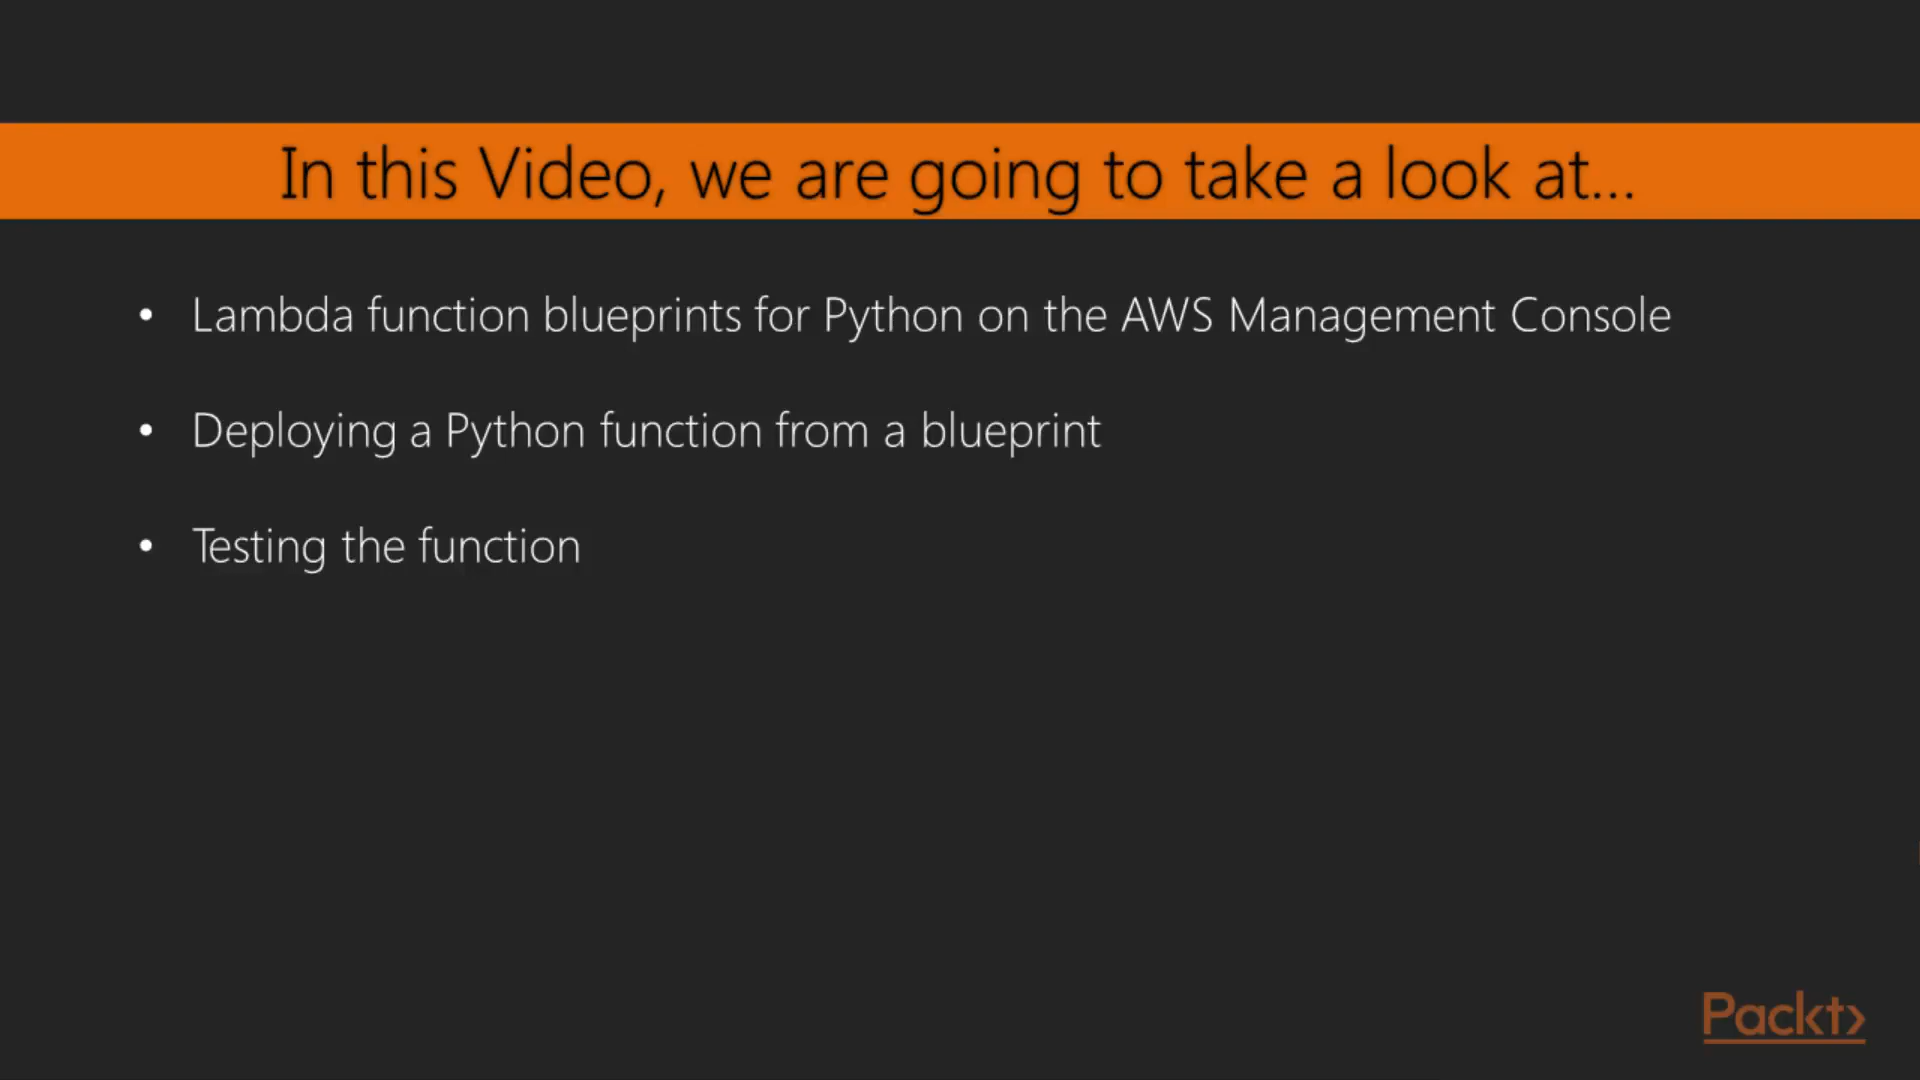 In this Video, we are going to take a look at...
• Lambda function blueprints for Python on the AWS Management Console
• Deploying a Python function from a blueprint
• Testing the function
Packt>